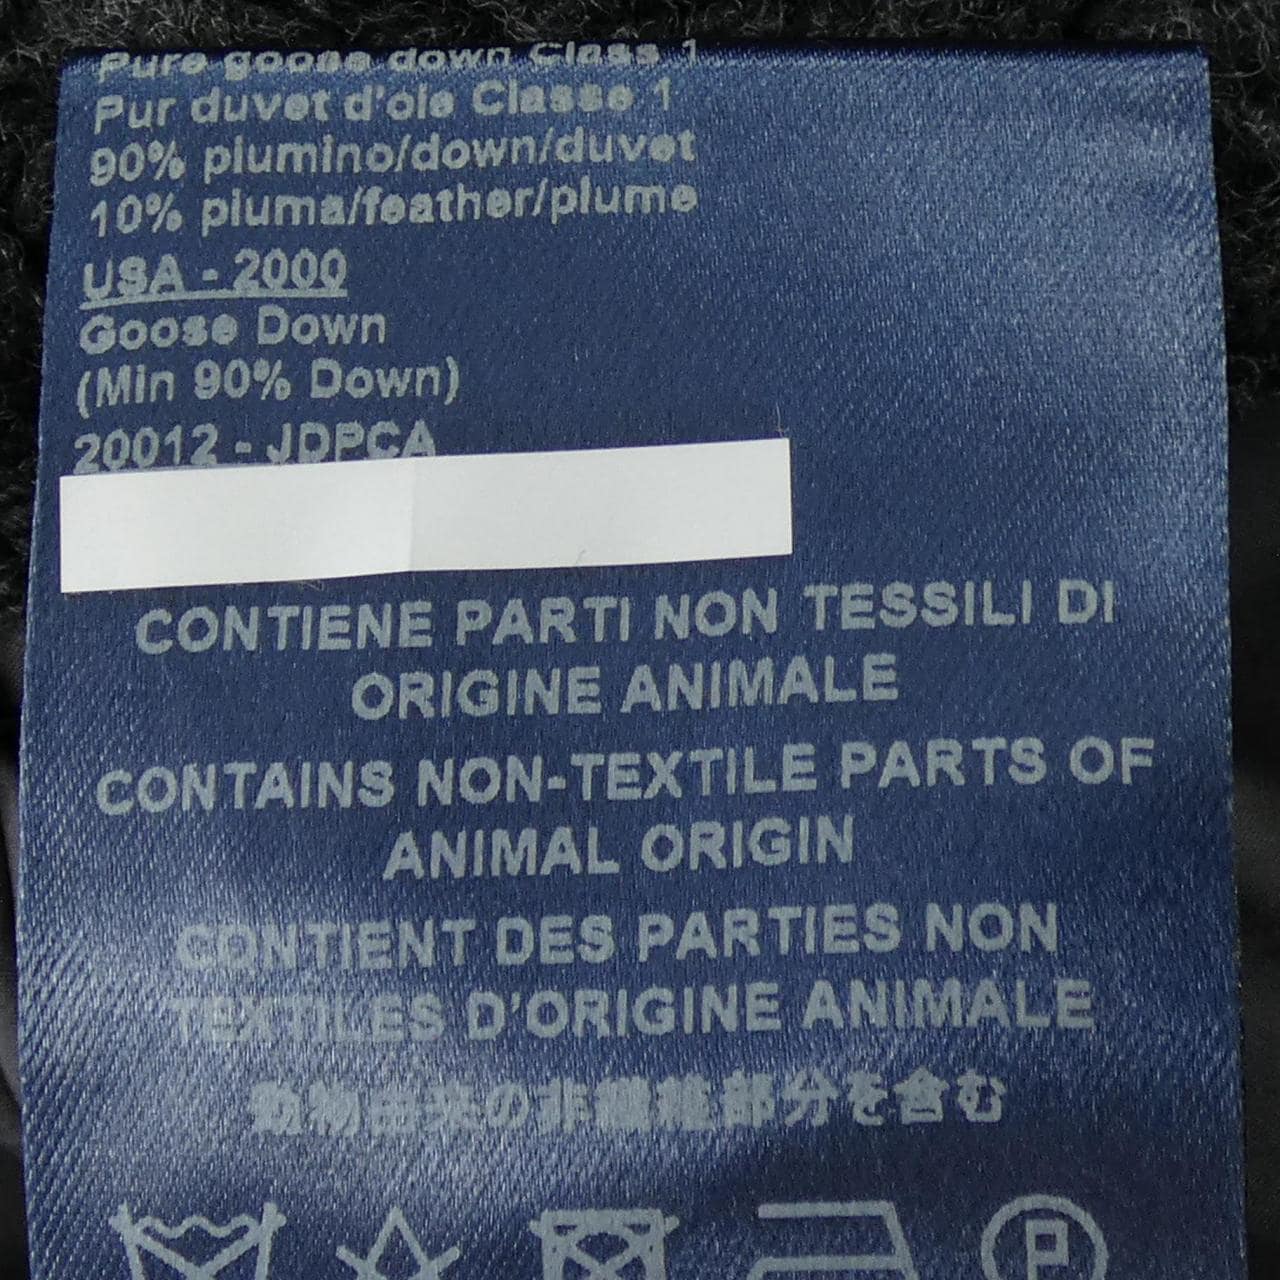 Pure goose down Class 1
Pur duvet d'oie Classe 1
90% piumino/down/duvet
10% piuma/feather/plume
USA - 2000
Goose Down
(Min 90% Down)
20012 - JDPCA
CONTIENE PARTI NON TESSILI DI
ORIGINE ANIMALE
CONTAINS NON-TEXTILE PARTS OF
ANIMAL ORIGIN
CONTIENT DES PARTIES NON
TEXTILES D'ORIGINE ANIMALE
動物由来の非繊維部分を含む
P